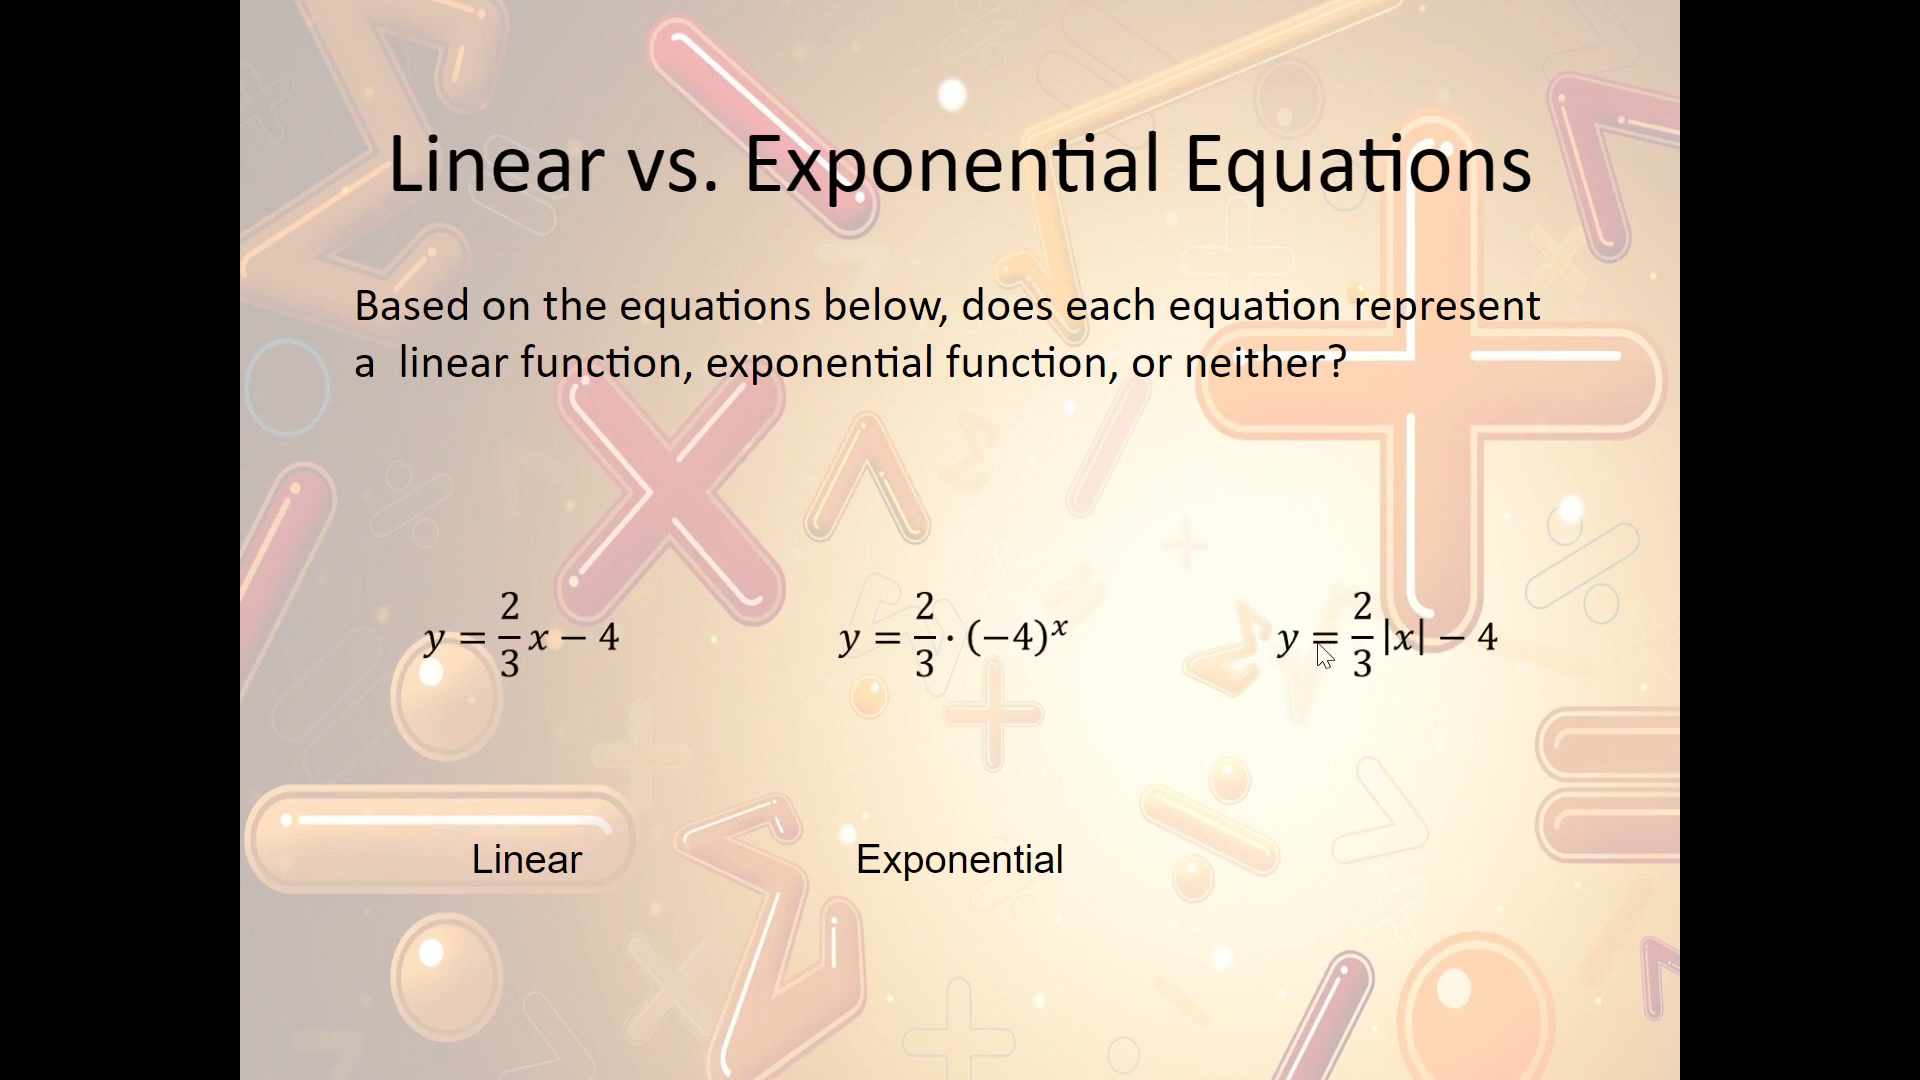 Linear vs. Exponential Equations
Based on the equations below, does each equation represent
a linear function, exponential function, or neither?
y = 2/3 x − 4
y = 2/3 · (−4)^x
y = 2/3 |x| − 4
Linear
Exponential